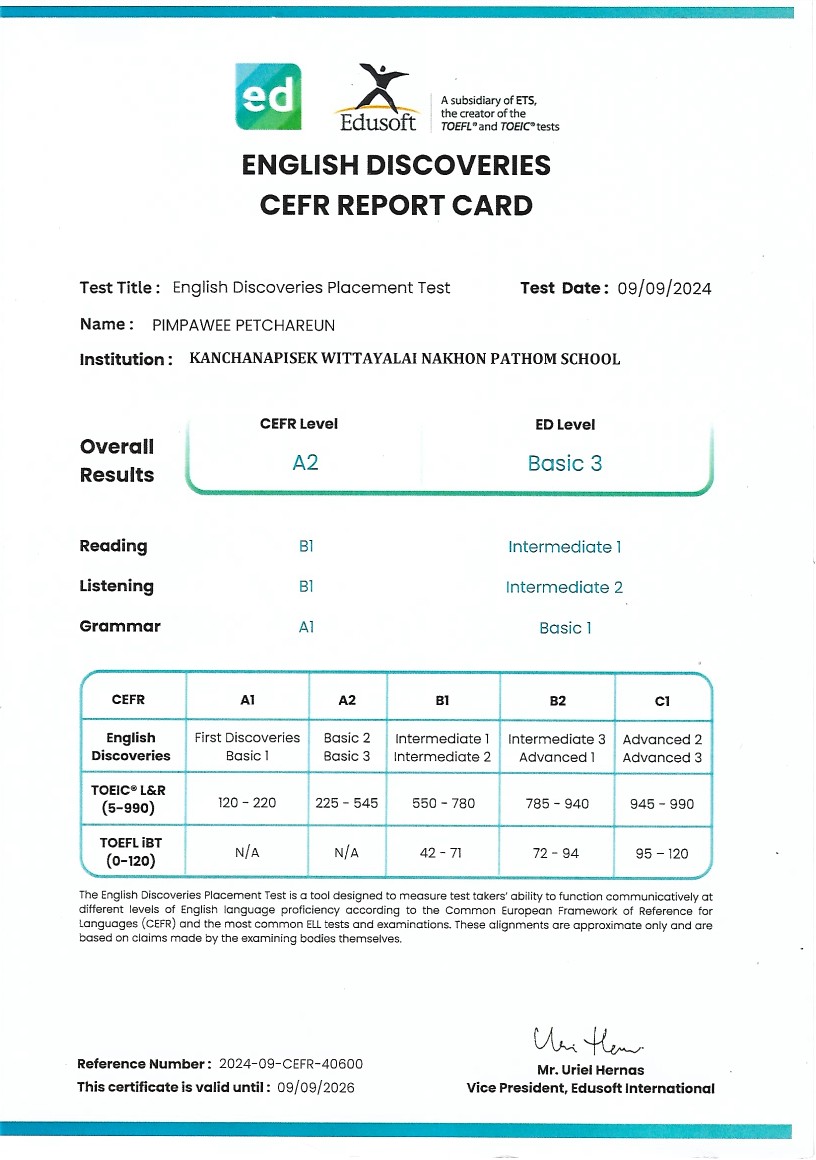 ed
Edusoft
A subsidiary of ETS,
the creator of the
TOEFL® and TOEIC® tests
ENGLISH DISCOVERIES
CEFR REPORT CARD
Test Title : English Discoveries Placement Test Test Date : 09/09/2024
Name : PIMPAWEE PETCHAREUN
Institution : KANCHANAPISEK WITTAYALAI NAKHON PATHOM SCHOOL
CEFR Level ED Level
Overall Results A2 Basic 3
Reading B1 Intermediate 1
Listening B1 Intermediate 2
Grammar A1 Basic 1
CEFR A1 A2 B1 B2 C1
English Discoveries First Discoveries Basic 1 Basic 2 Basic 3 Intermediate 1 Intermediate 2 Intermediate 3 Advanced 1 Advanced 2 Advanced 3
TOEIC® L&R (5-990) 120 - 220 225 - 545 550 - 780 785 - 940 945 - 990
TOEFL iBT (0-120) N/A N/A 42 - 71 72 - 94 95 - 120
The English Discoveries Placement Test is a tool designed to measure test takers' ability to function communicatively at
different levels of English language proficiency according to the Common European Framework of Reference for
Languages (CEFR) and the most common ELL tests and examinations. These alignments are approximate only and are
based on claims made by the examining bodies themselves.
Reference Number : 2024-09-CEFR-40600
This certificate is valid until : 09/09/2026
Mr. Uriel Hernas
Vice President, Edusoft International